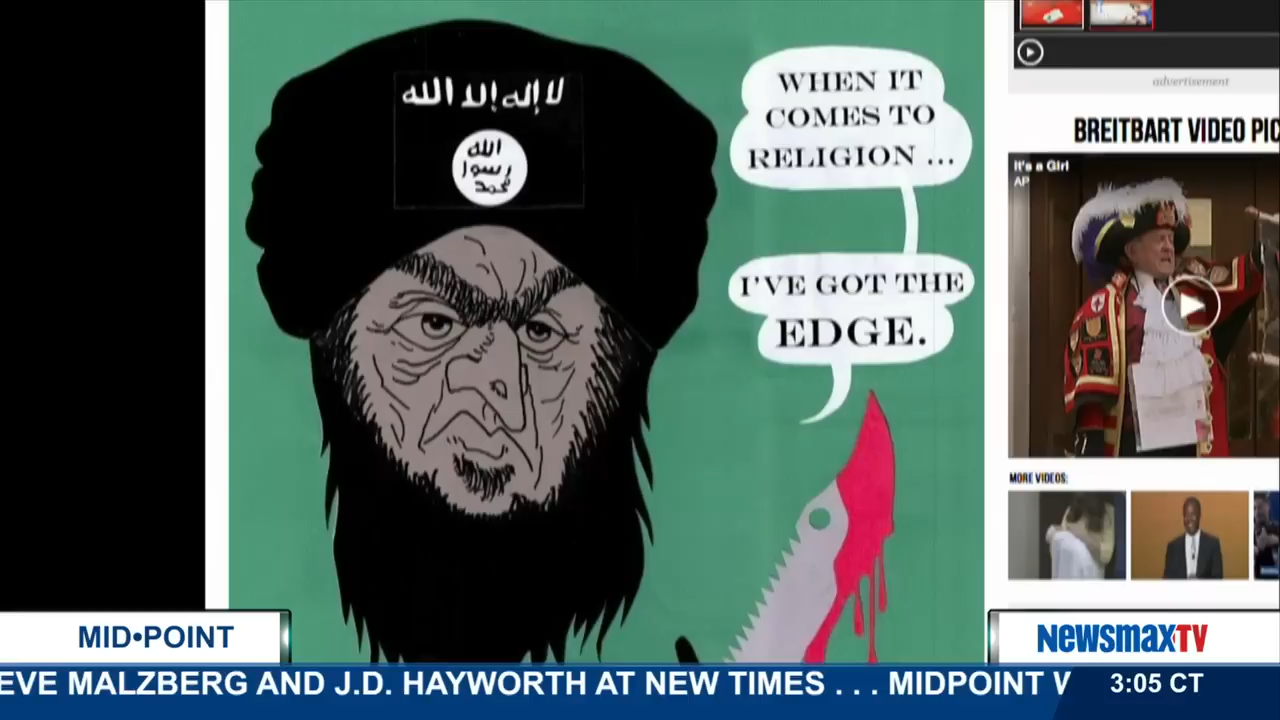 لا إله إلا الله
الله
رسول
محمد
WHEN IT
COMES TO
RELIGION ...
I'VE GOT THE
EDGE.
advertisement
BREITBART VIDEO PIC
It's a Girl
AP
MORE VIDEOS:
MID•POINT
NEWSMAXTV
EVE MALZBERG AND J.D. HAYWORTH AT NEW TIMES . . . MIDPOINT W
3:05 CT